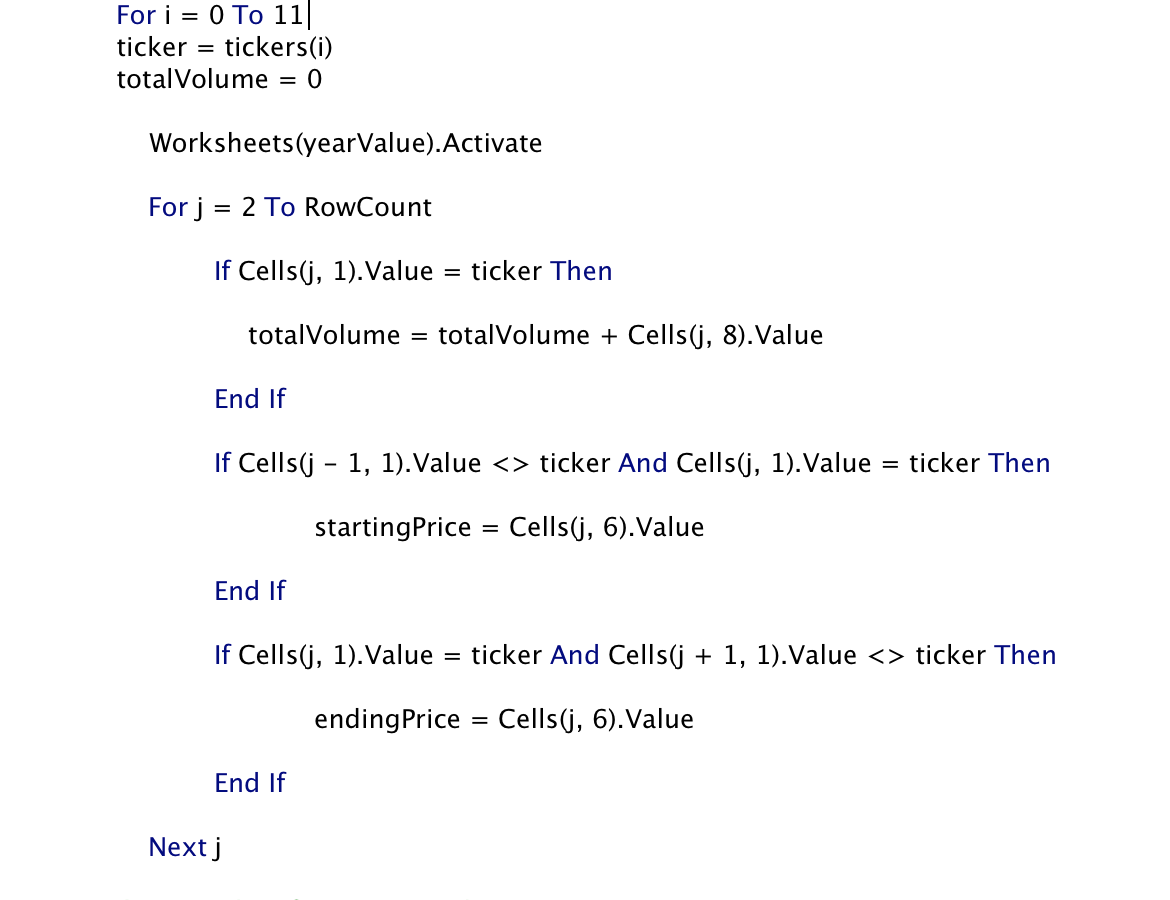 For i = 0 To 11
ticker = tickers(i)
totalVolume = 0
Worksheets(yearValue).Activate
For j = 2 To RowCount
If Cells(j, 1).Value = ticker Then
totalVolume = totalVolume + Cells(j, 8).Value
End If
If Cells(j - 1, 1).Value <> ticker And Cells(j, 1).Value = ticker Then
startingPrice = Cells(j, 6).Value
End If
If Cells(j, 1).Value = ticker And Cells(j + 1, 1).Value <> ticker Then
endingPrice = Cells(j, 6).Value
End If
Next j